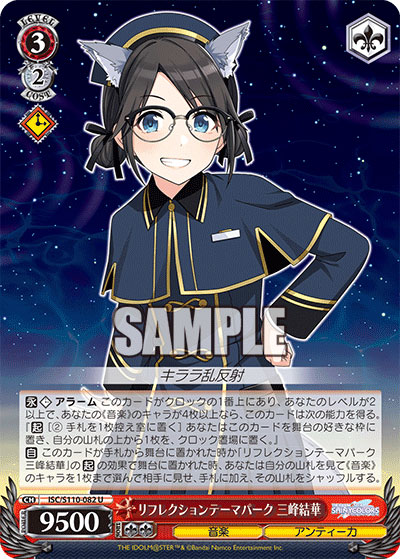 LEVEL
3
2
COST
SAMPLE
キララ乱反射
【永】 アラーム このカードがクロックの1番上にあり、あなたのレベルが2
以上で、あなたの《音楽》のキャラが4枚以上なら、このカードは次の能力を得る。
『【起】［② 手札を1枚控え室に置く］ あなたはこのカードを舞台の好きな枠に
置き、自分の山札の上から1枚を、クロック置場に置く。』
【自】 このカードが手札から舞台に置かれた時か「リフレクションテーマパーク
三峰結華」の【起】の効果で舞台に置かれた時、あなたは自分の山札を見て《音楽》
のキャラを1枚まで選んで相手に見せ、手札に加え、その山札をシャッフルする。
CH
ISC/S110-082 U
9500
リフレクションテーマパーク 三峰結華
SHINYCOLORS
音楽
アンティーカ
THE IDOLM@STER™ & ©Bandai Namco Entertainment Inc.